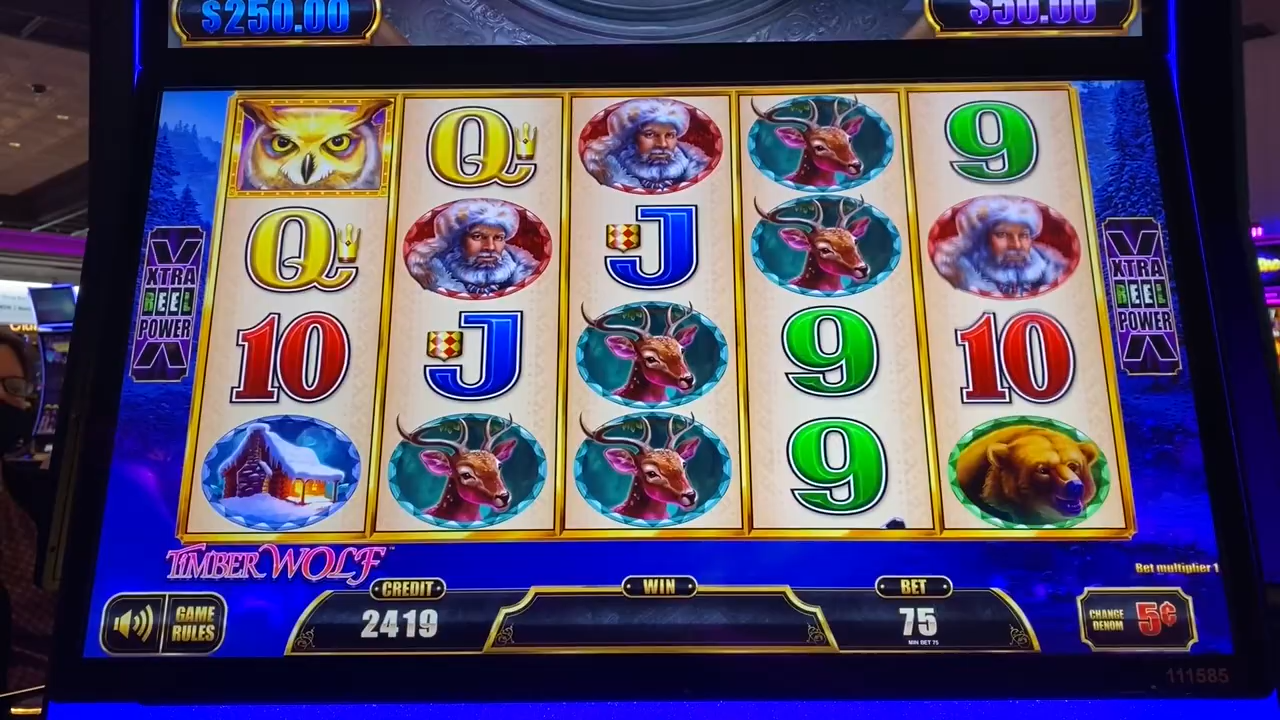 $250.00
$50.00
Q
9
Q
J
XTRA
REEL
POWER
X
XTRA
REEL
POWER
X
10
J
9
10
9
TIMBER WOLF™
Bet multiplier 1
CREDIT
WIN
BET
GAME
RULES
2419
75
MIN BET 75
CHANGE
DENOM
5¢
111585